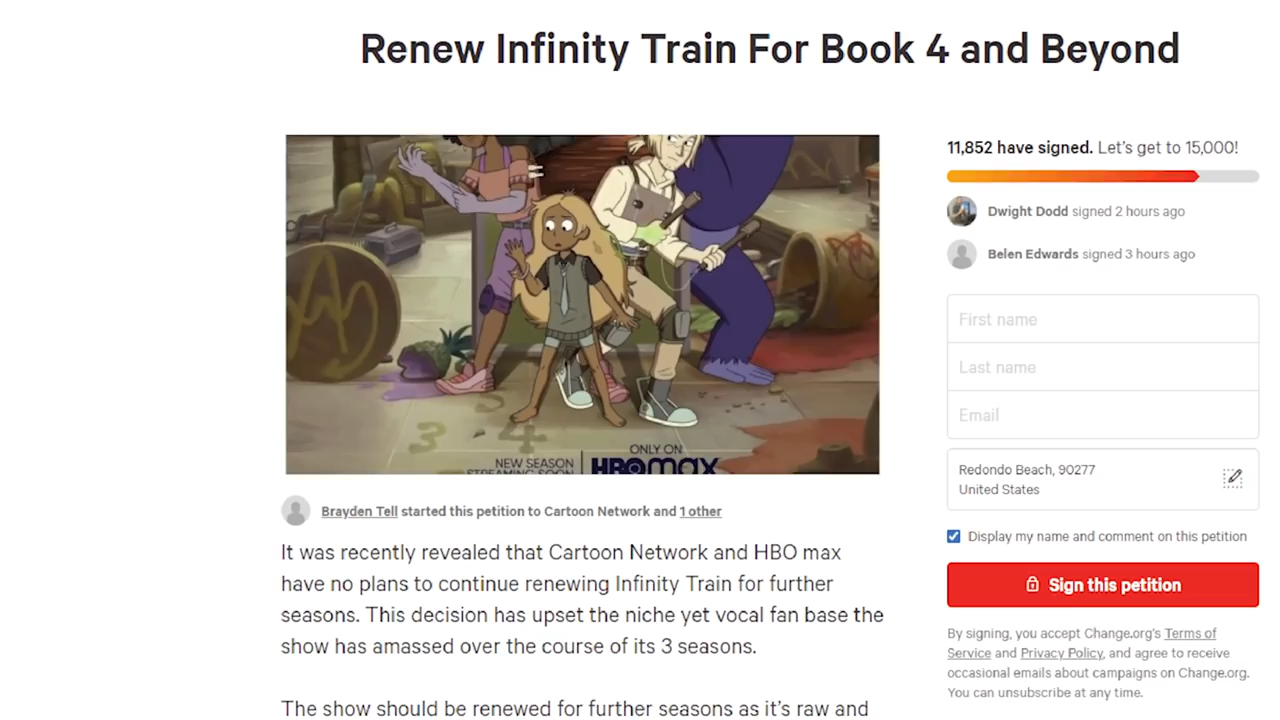 Renew Infinity Train For Book 4 and Beyond
NEW SEASON
STREAMING SOON
ONLY ON
HBOmax
3
4
Brayden Tell started this petition to Cartoon Network and 1 other
It was recently revealed that Cartoon Network and HBO max
have no plans to continue renewing Infinity Train for further
seasons. This decision has upset the niche yet vocal fan base the
show has amassed over the course of its 3 seasons.
The show should be renewed for further seasons as it's raw and
11,852 have signed. Let's get to 15,000!
Dwight Dodd signed 2 hours ago
Belen Edwards signed 3 hours ago
First name
Last name
Email
Redondo Beach, 90277
United States
Display my name and comment on this petition
Sign this petition
By signing, you accept Change.org's Terms of
Service and Privacy Policy, and agree to receive
occasional emails about campaigns on Change.org.
You can unsubscribe at any time.